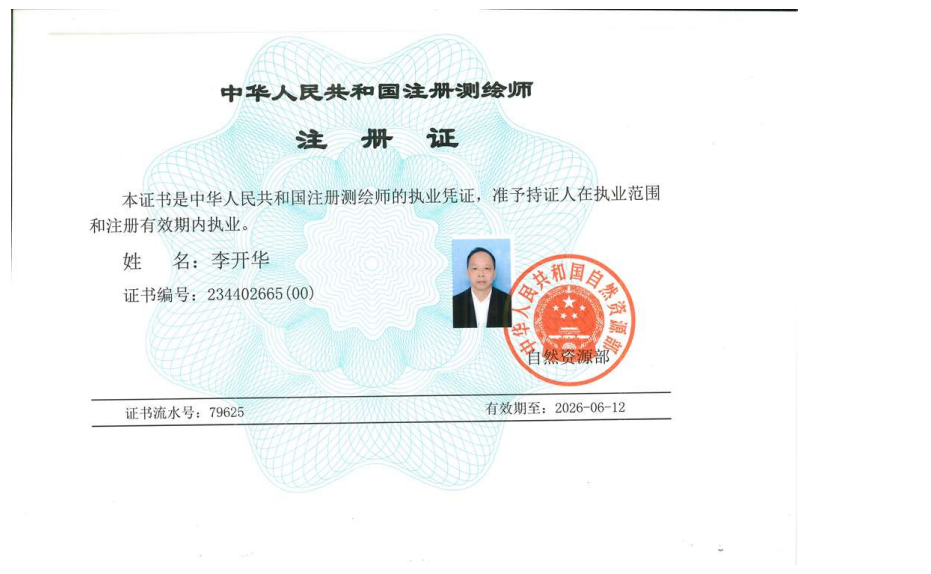 中华人民共和国注册测绘师
注 册 证
本证书是中华人民共和国注册测绘师的执业凭证，准予持证人在执业范围
和注册有效期内执业。
姓 名：李开华
证书编号：234402665(00)
中华人民共和国自然资源部
自然资源部
证书流水号：79625
有效期至：2026-06-12